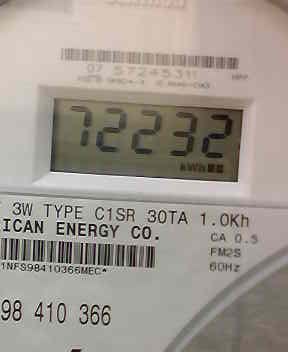 07 57245311
72232
kWh
3W TYPE C1SR 30TA 1.0Kh
ICAN ENERGY CO.
CA 0.5
FM2S
1NFS98410366MEC*
60Hz
98 410 366